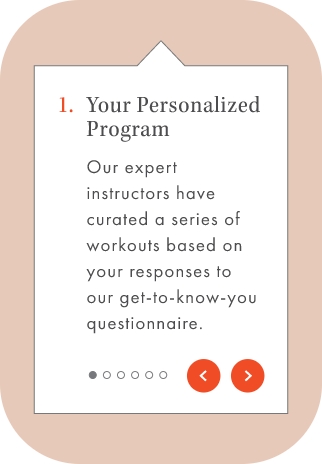 1. Your Personalized
Program
Our expert
instructors have
curated a series of
workouts based on
your responses to
our get-to-know-you
questionnaire.